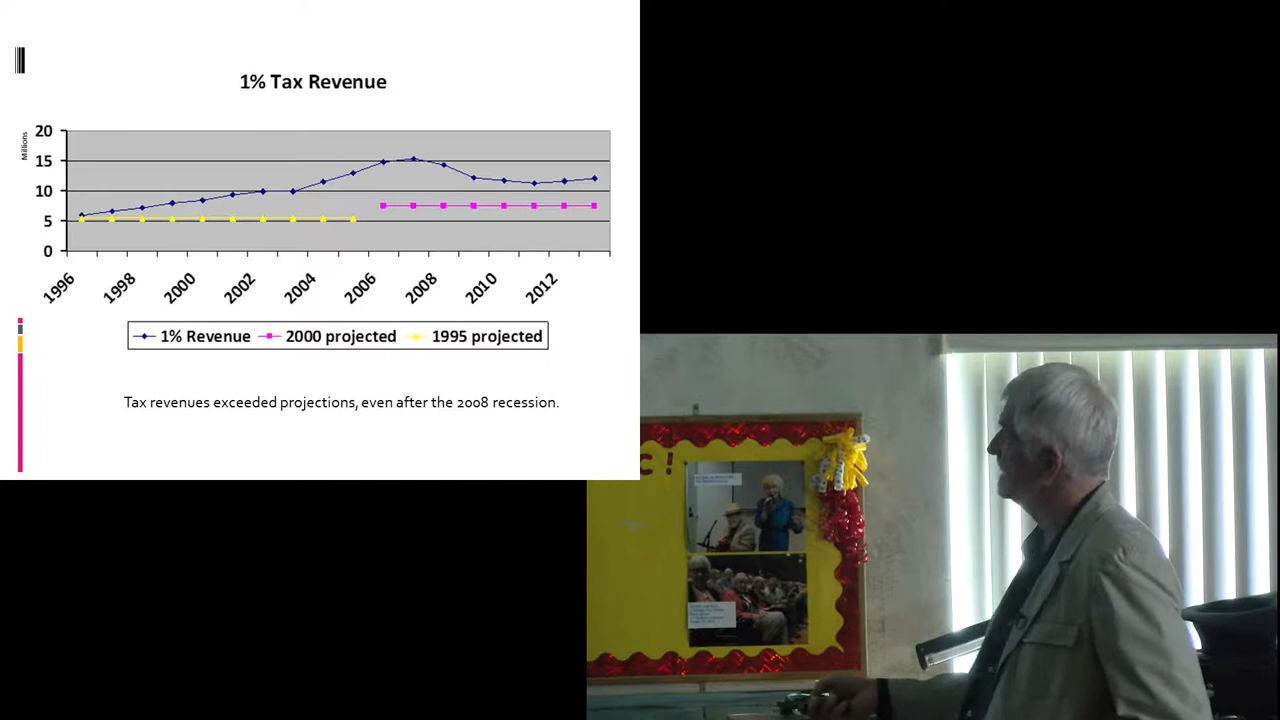 1% Tax Revenue
Millions
20
15
10
5
0
1996
1998
2000
2002
2004
2006
2008
2010
2012
1% Revenue
2000 projected
1995 projected
Tax revenues exceeded projections, even after the 2008 recession.
C!